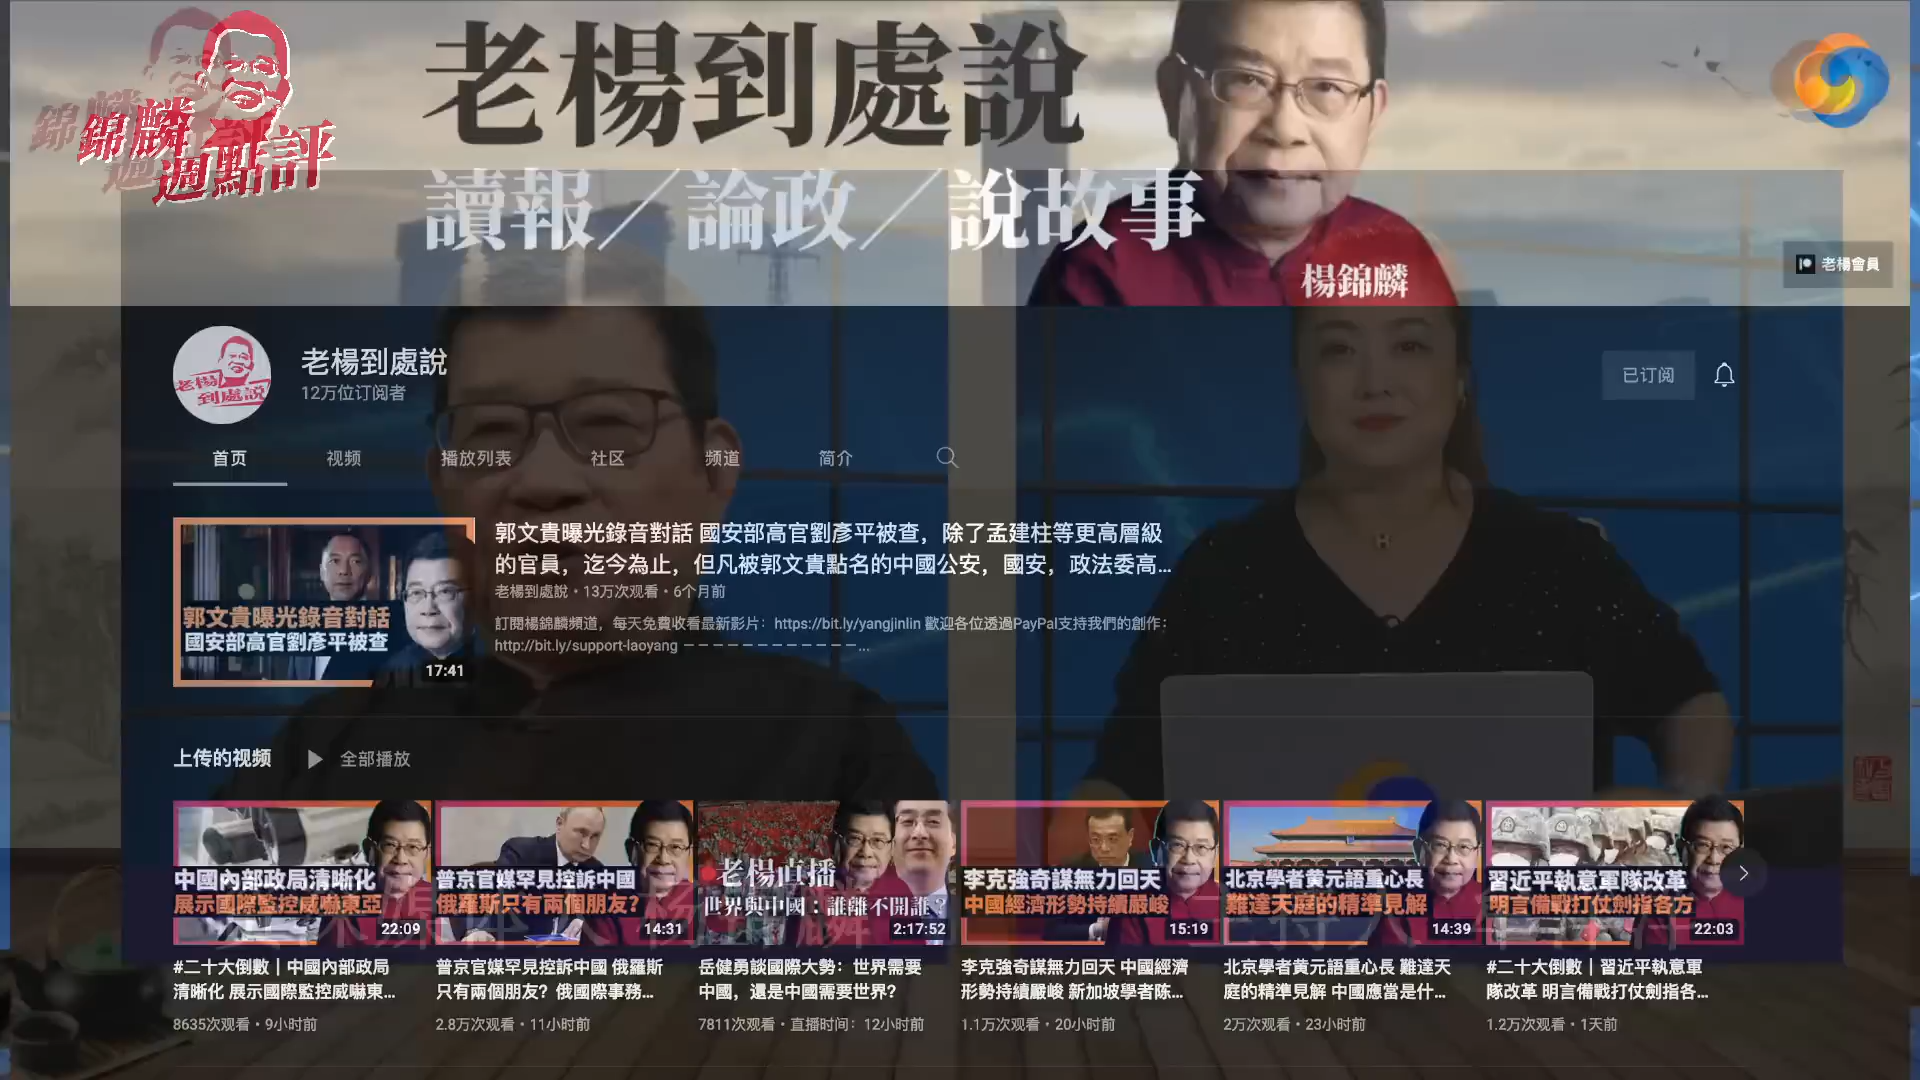 老楊到處說
錦麟
週點評
讀報／論政／說故事
楊錦麟
老楊會員
老楊到處說
12万位订阅者
已订阅
首页 视频 播放列表 社区 频道 简介
郭文貴曝光錄音對話 國安部高官劉彥平被查，除了孟建柱等更高層級
的官員，迄今為止，但凡被郭文貴點名的中國公安，國安，政法委高...
老楊到處說・13万次观看・6个月前
訂閱楊錦麟頻道，每天免費收看最新影片：https://bit.ly/yangjinlin 歡迎各位透過PayPal支持我們的創作：
http://bit.ly/support-laoyang －－－－－－－－－－－－－...
郭文貴曝光錄音對話
國安部高官劉彥平被查
17:41
上传的视频 全部播放
中國內部政局清晰化
展示國際監控威嚇東亞
22:09
普京官媒罕見控訴中國
俄羅斯只有兩個朋友?
14:31
老楊直播
世界與中國：誰離不開誰？
2:17:52
李克強奇謀無力回天
中國經濟形勢持續嚴峻
15:19
北京學者黄元語重心長
難達天庭的精準見解
14:39
習近平執意軍隊改革
明言備戰打仗劍指各方
22:03
#二十大倒數｜中國內部政局
清晰化 展示國際監控威嚇東...
8635次观看・9小时前
普京官媒罕見控訴中國 俄羅斯
只有兩個朋友？俄國際事務...
2.8万次观看・11小时前
岳健勇談國際大勢：世界需要
中國，還是中國需要世界？
7811次观看・直播时间：12小时前
李克強奇謀無力回天 中國經濟
形勢持續嚴峻 新加坡學者陈...
1.1万次观看・20小时前
北京學者黄元語重心長 難達天
庭的精準見解 中國應當是什...
2万次观看・23小时前
#二十大倒數｜習近平執意軍
隊改革 明言備戰打仗劍指各...
1.2万次观看・1天前